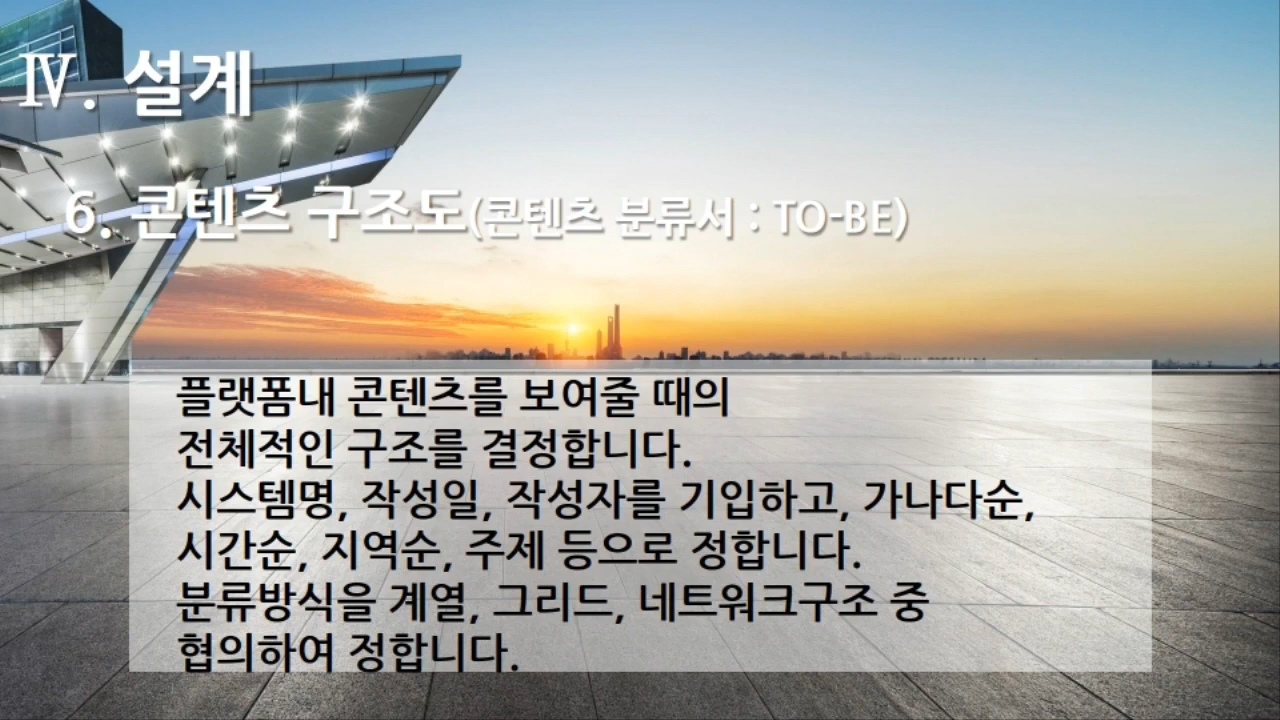 Ⅳ. 설계
6. 콘텐츠 구조도(콘텐츠 분류서 : TO-BE)
플랫폼내 콘텐츠를 보여줄 때의
전체적인 구조를 결정합니다.
시스템명, 작성일, 작성자를 기입하고, 가나다순,
시간순, 지역순, 주제 등으로 정합니다.
분류방식을 계열, 그리드, 네트워크구조 중
협의하여 정합니다.